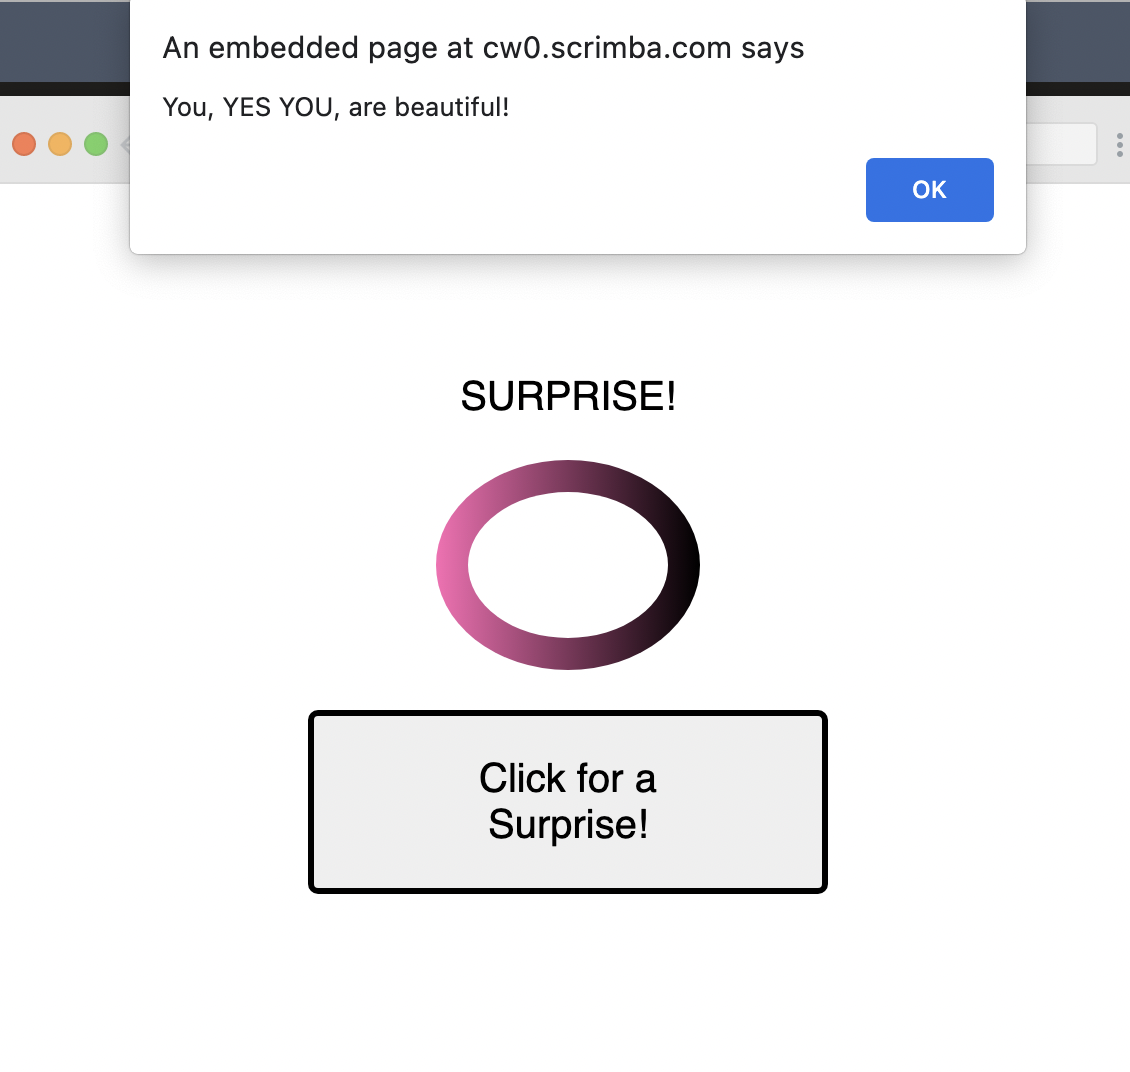 An embedded page at cw0.scrimba.com says
You, YES YOU, are beautiful!
OK
SURPRISE!
Click for a
Surprise!